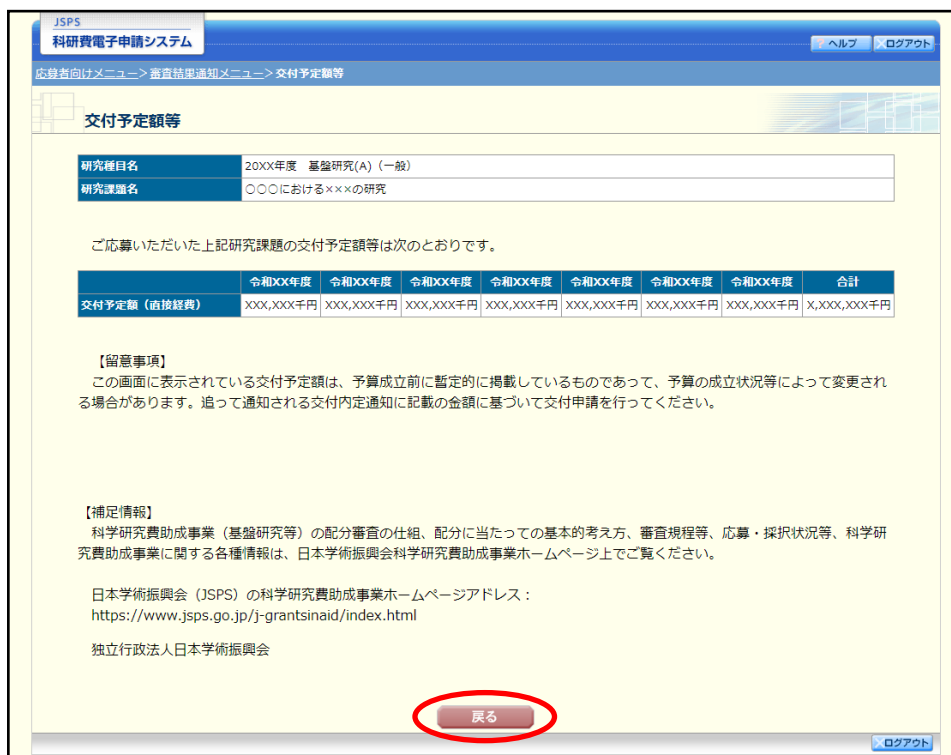 JSPS
科研費電子申請システム
? ヘルプ
ログアウト
応募者向けメニュー>審査結果通知メニュー>交付予定額等
交付予定額等
研究種目名 20XX年度 基盤研究(A)（一般）
研究課題名 ○○○における×××の研究
ご応募いただいた上記研究課題の交付予定額等は次のとおりです。
令和XX年度 令和XX年度 令和XX年度 令和XX年度 令和XX年度 令和XX年度 令和XX年度 合計
交付予定額（直接経費） XXX,XXX千円 XXX,XXX千円 XXX,XXX千円 XXX,XXX千円 XXX,XXX千円 XXX,XXX千円 XXX,XXX千円 X,XXX,XXX千円
【留意事項】
この画面に表示されている交付予定額は、予算成立前に暫定的に掲載しているものであって、予算の成立状況等によって変更され
る場合があります。追って通知される交付内定通知に記載の金額に基づいて交付申請を行ってください。
【補足情報】
科学研究費助成事業（基盤研究等）の配分審査の仕組、配分に当たっての基本的考え方、審査規程等、応募・採択状況等、科学研
究費助成事業に関する各種情報は、日本学術振興会科学研究費助成事業ホームページ上でご覧ください。
日本学術振興会（JSPS）の科学研究費助成事業ホームページアドレス：
https://www.jsps.go.jp/j-grantsinaid/index.html
独立行政法人日本学術振興会
戻る
ログアウト